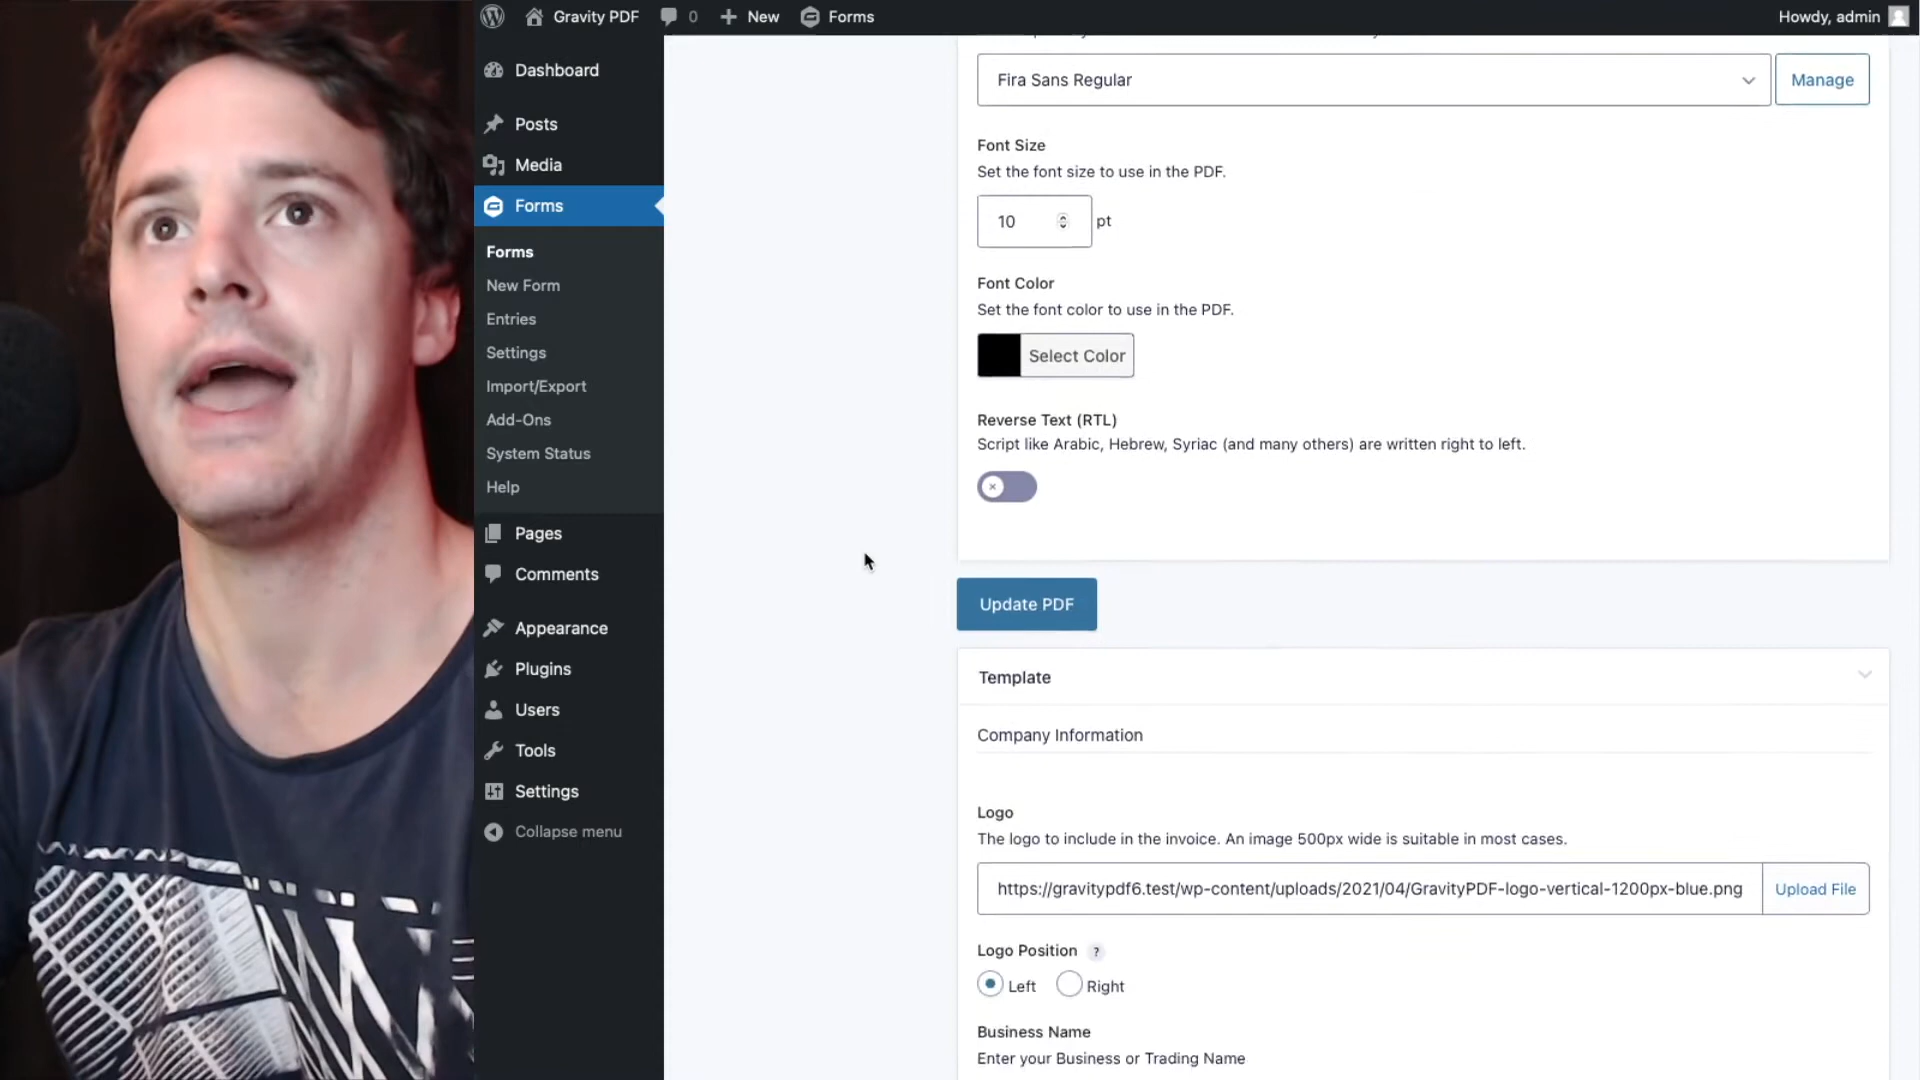 Gravity PDF
0
New
Forms
Howdy, admin
Dashboard
Posts
Media
Forms
Forms
New Form
Entries
Settings
Import/Export
Add-Ons
System Status
Help
Pages
Comments
Appearance
Plugins
Users
Tools
Settings
Collapse menu
Fira Sans Regular
Manage
Font Size
Set the font size to use in the PDF.
10
pt
Font Color
Set the font color to use in the PDF.
Select Color
Reverse Text (RTL)
Script like Arabic, Hebrew, Syriac (and many others) are written right to left.
Update PDF
Template
Company Information
Logo
The logo to include in the invoice. An image 500px wide is suitable in most cases.
https://gravitypdf6.test/wp-content/uploads/2021/04/GravityPDF-logo-vertical-1200px-blue.png
Upload File
Logo Position ?
Left
Right
Business Name
Enter your Business or Trading Name